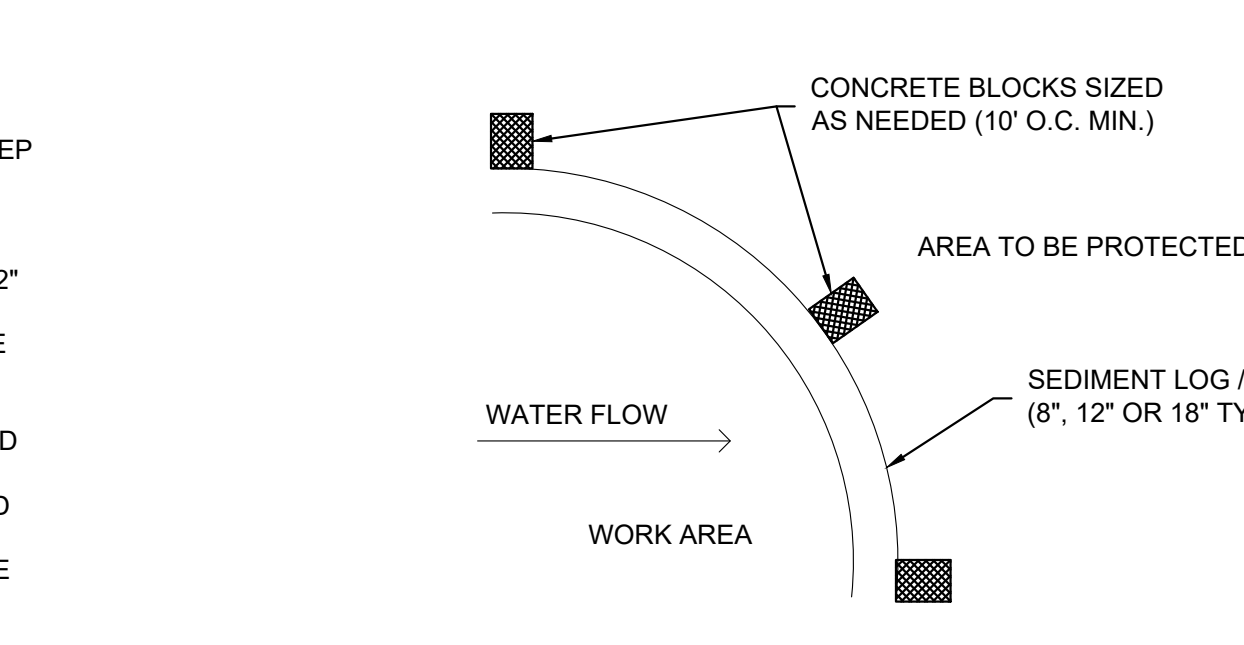 EP
2"
E
D
D
E
CONCRETE BLOCKS SIZED
AS NEEDED (10' O.C. MIN.)
AREA TO BE PROTECTED
SEDIMENT LOG /
(8", 12" OR 18" TY
WATER FLOW
WORK AREA